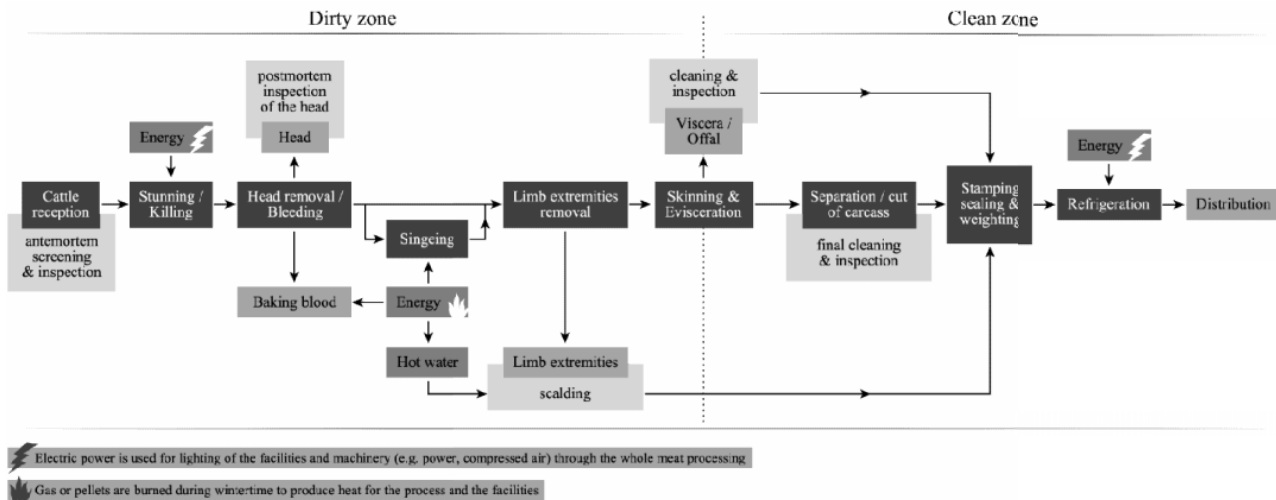 Dirty zone
Clean zone
postmortem
inspection
of the head
Head
cleaning &
inspection
Viscera /
Offal
Energy
Energy
Cattle
reception
antemortem
screening
& inspection
Stunning /
Killing
Head removal /
Bleeding
Singeing
Limb extremities
removal
Skinning &
Evisceration
Separation / cut
of carcass
final cleaning
& inspection
Stamping
sealing &
weighting
Refrigeration
Distribution
Baking blood
Energy
Hot water
Limb extremities
scalding
Electric power is used for lighting of the facilities and machinery (e.g. power, compressed air) through the whole meat processing
Gas or pellets are burned during wintertime to produce heat for the process and the facilities